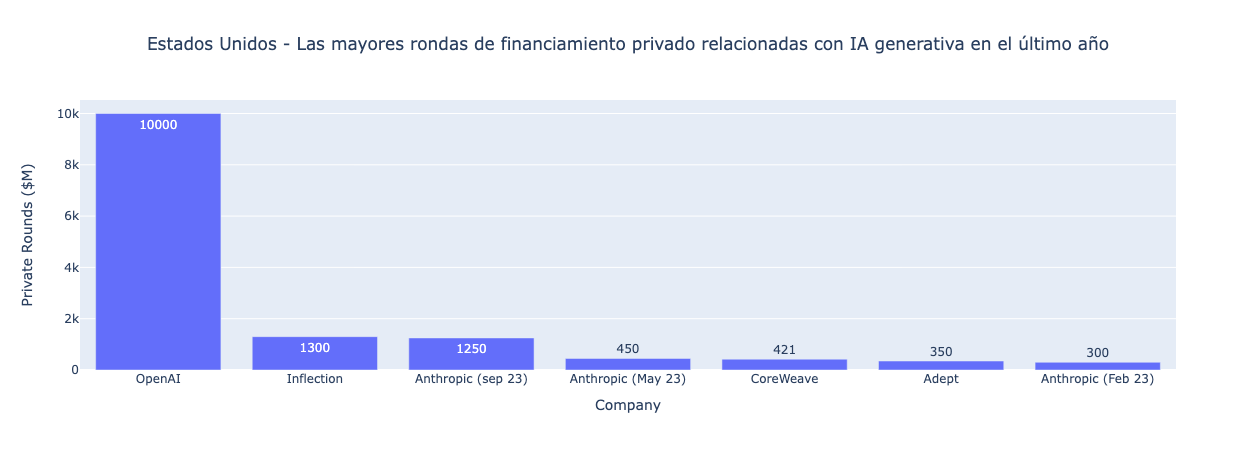 Estados Unidos - Las mayores rondas de financiamiento privado relacionadas con IA generativa en el último año
Private Rounds ($M)
10k
8k
6k
4k
2k
0
10000
1300
1250
450
421
350
300
OpenAI
Inflection
Anthropic (sep 23)
Anthropic (May 23)
CoreWeave
Adept
Anthropic (Feb 23)
Company